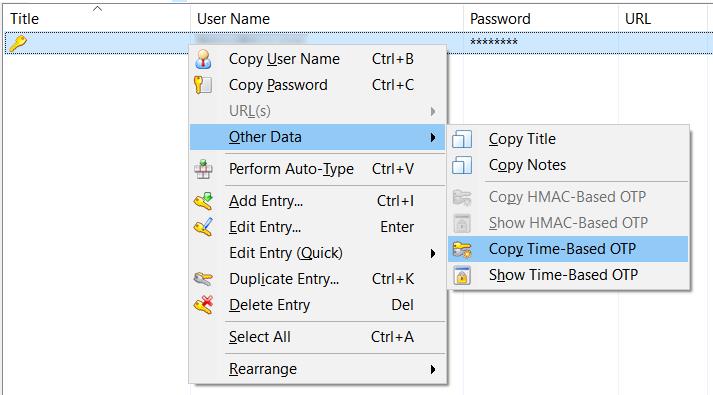 Title User Name Password URL
********
Copy User Name Ctrl+B
Copy Password Ctrl+C
URL(s)
Other Data
Perform Auto-Type Ctrl+V
Add Entry... Ctrl+I
Edit Entry... Enter
Edit Entry (Quick)
Duplicate Entry... Ctrl+K
Delete Entry Del
Select All Ctrl+A
Rearrange
Copy Title
Copy Notes
Copy HMAC-Based OTP
Show HMAC-Based OTP
Copy Time-Based OTP
Show Time-Based OTP